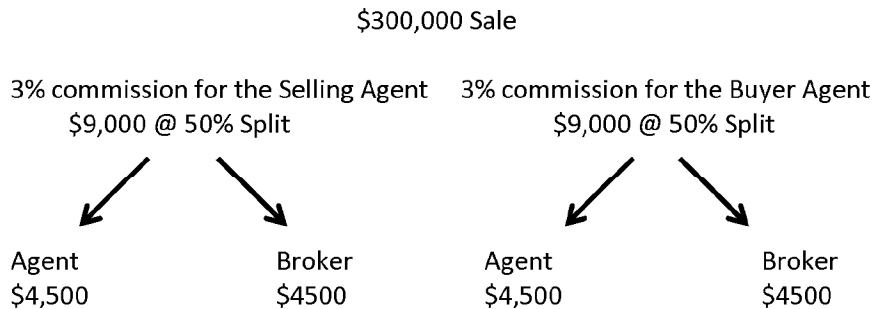 $300,000 Sale
3% commission for the Selling Agent
$9,000 @ 50% Split
3% commission for the Buyer Agent
$9,000 @ 50% Split
Agent
$4,500
Broker
$4500
Agent
$4,500
Broker
$4500